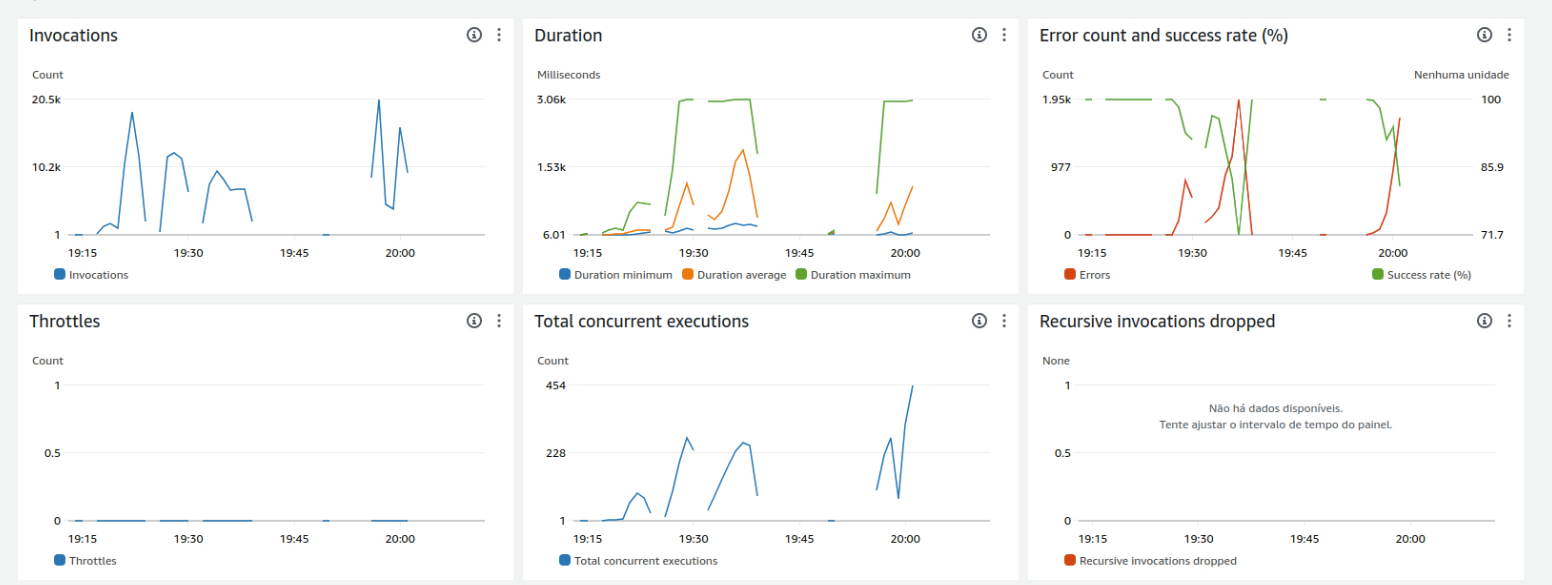 Invocations
Count
20.5k
10.2k
1
19:15 19:30 19:45 20:00
Invocations
Duration
Milliseconds
3.06k
1.53k
6.01
19:15 19:30 19:45 20:00
Duration minimum Duration average Duration maximum
Error count and success rate (%)
Count Nenhuma unidade
1.95k 100
977 85.9
0 71.7
19:15 19:30 19:45 20:00
Errors Success rate (%)
Throttles
Count
1
0.5
0
19:15 19:30 19:45 20:00
Throttles
Total concurrent executions
Count
454
228
1
19:15 19:30 19:45 20:00
Total concurrent executions
Recursive invocations dropped
None
1
Não há dados disponíveis.
Tente ajustar o intervalo de tempo do painel.
0.5
0
19:15 19:30 19:45 20:00
Recursive invocations dropped